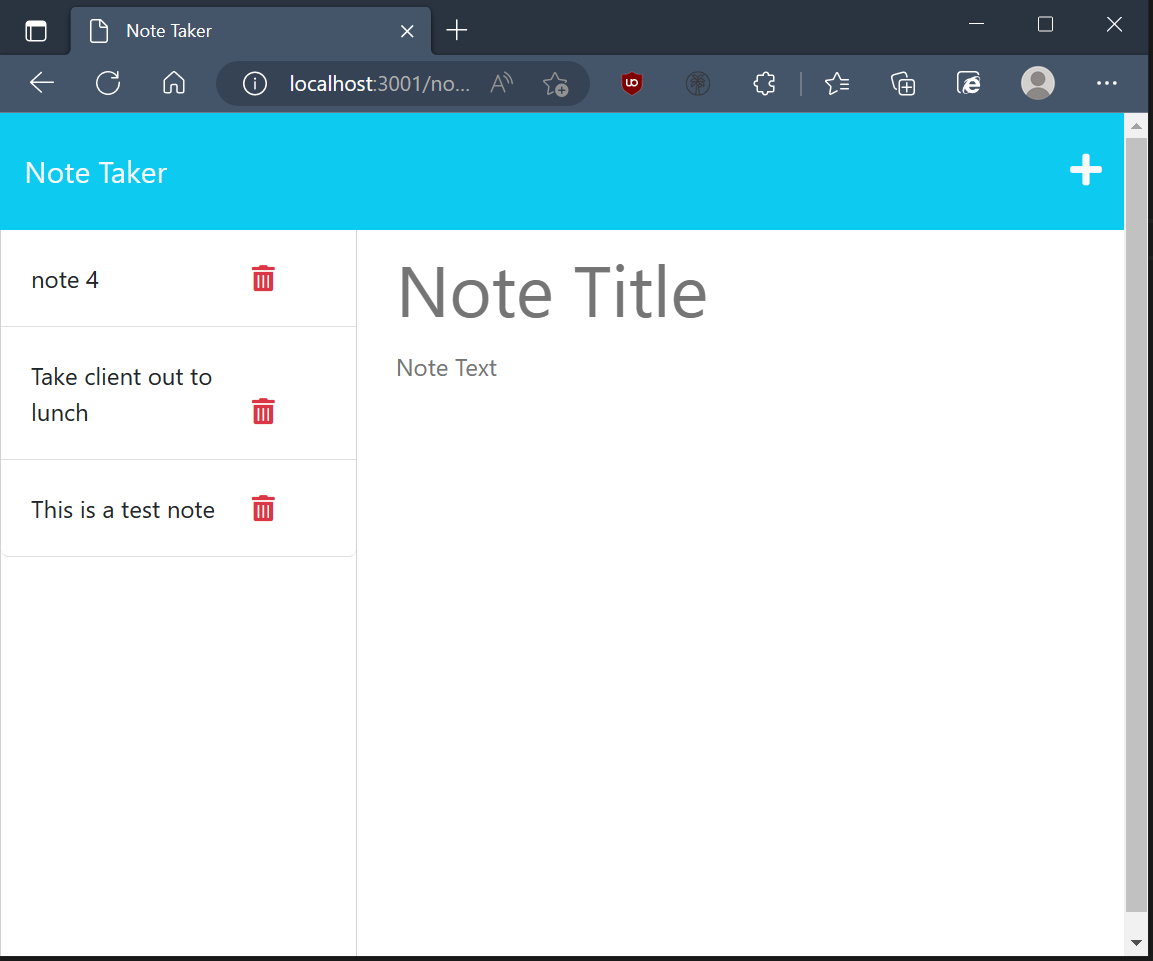 Note Taker
localhost:3001/no...
Note Taker
note 4
Take client out to
lunch
This is a test note
Note Title
Note Text